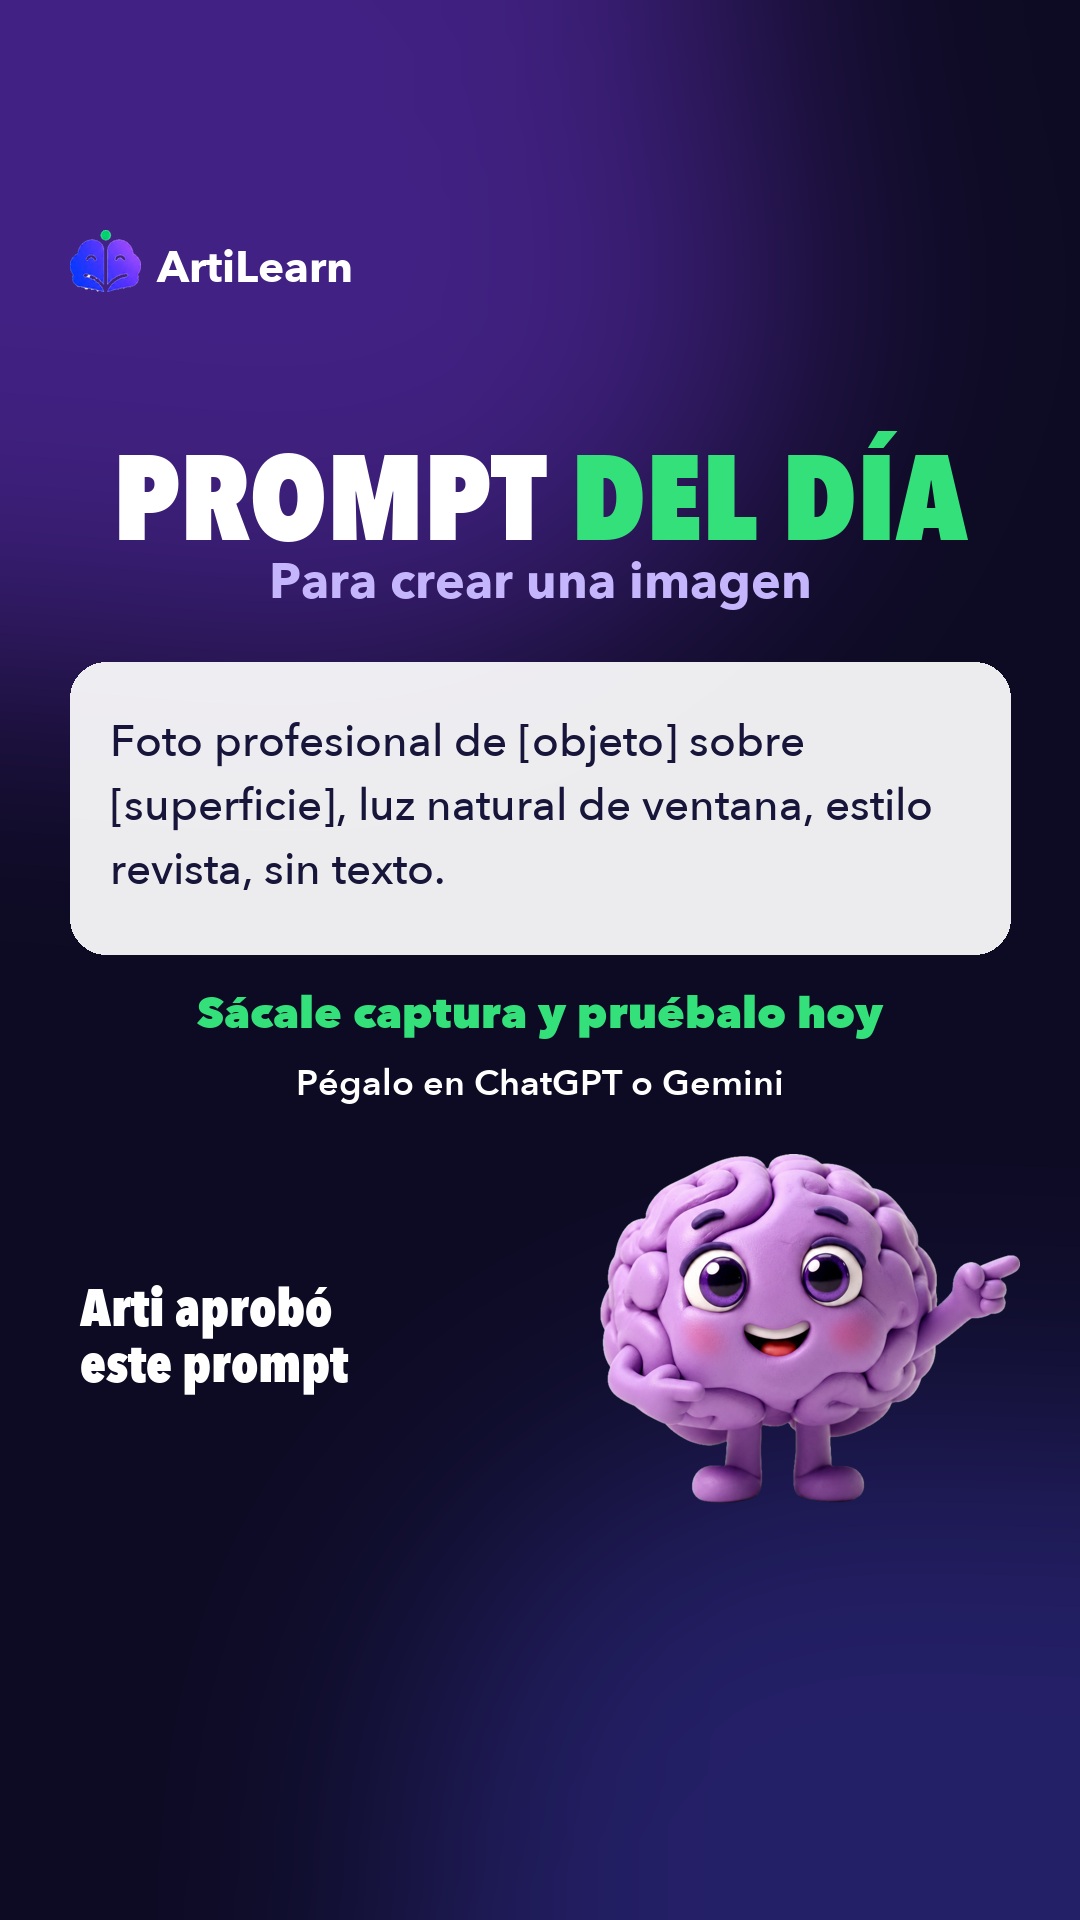 ArtiLearn
PROMPT DEL DÍA
Para crear una imagen
Foto profesional de [objeto] sobre
[superficie], luz natural de ventana, estilo
revista, sin texto.
Sácale captura y pruébalo hoy
Pégalo en ChatGPT o Gemini
Arti aprobó
este prompt